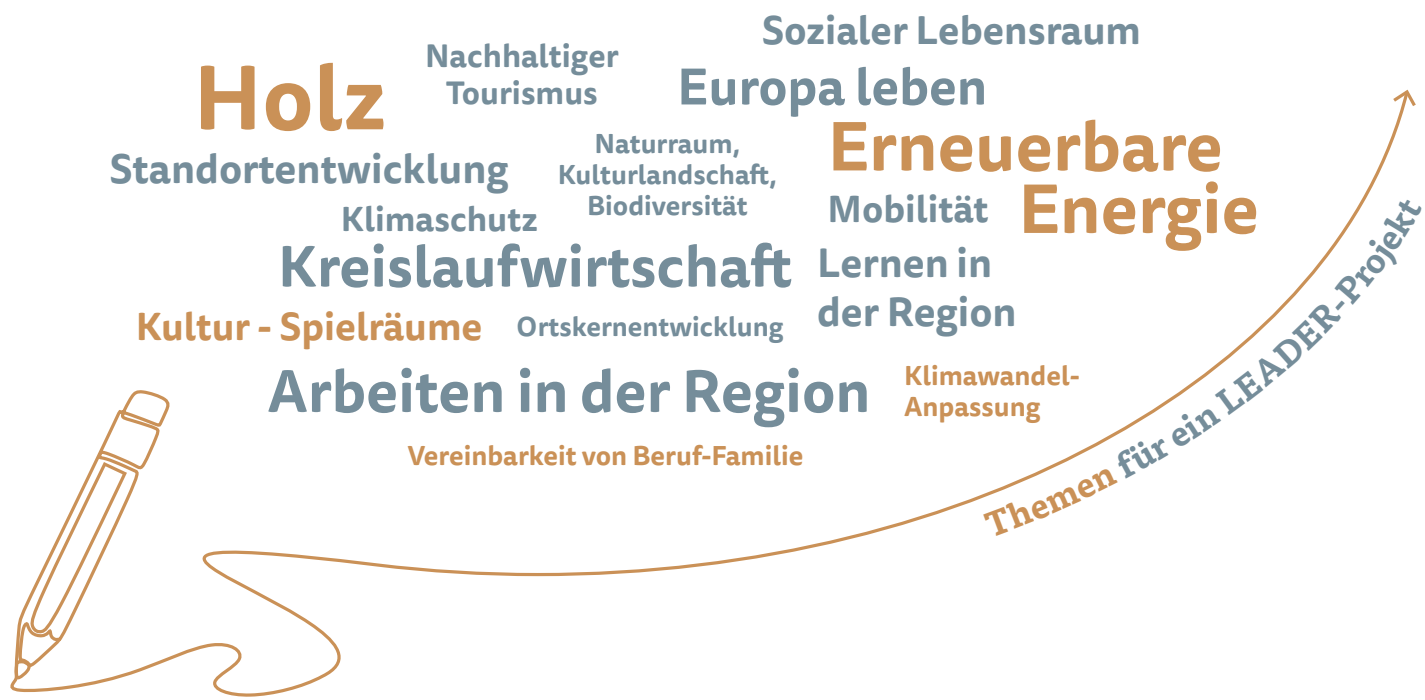 Sozialer Lebensraum
Nachhaltiger
Tourismus
Europa leben
Holz
Erneuerbare
Energie
Naturraum,
Kulturlandschaft,
Biodiversität
Standortentwicklung
Mobilität
Klimaschutz
Kreislaufwirtschaft
Lernen in
der Region
Kultur - Spielräume
Ortskernentwicklung
Arbeiten in der Region
Klimawandel-
Anpassung
Vereinbarkeit von Beruf-Familie
Themen für ein LEADER-Projekt